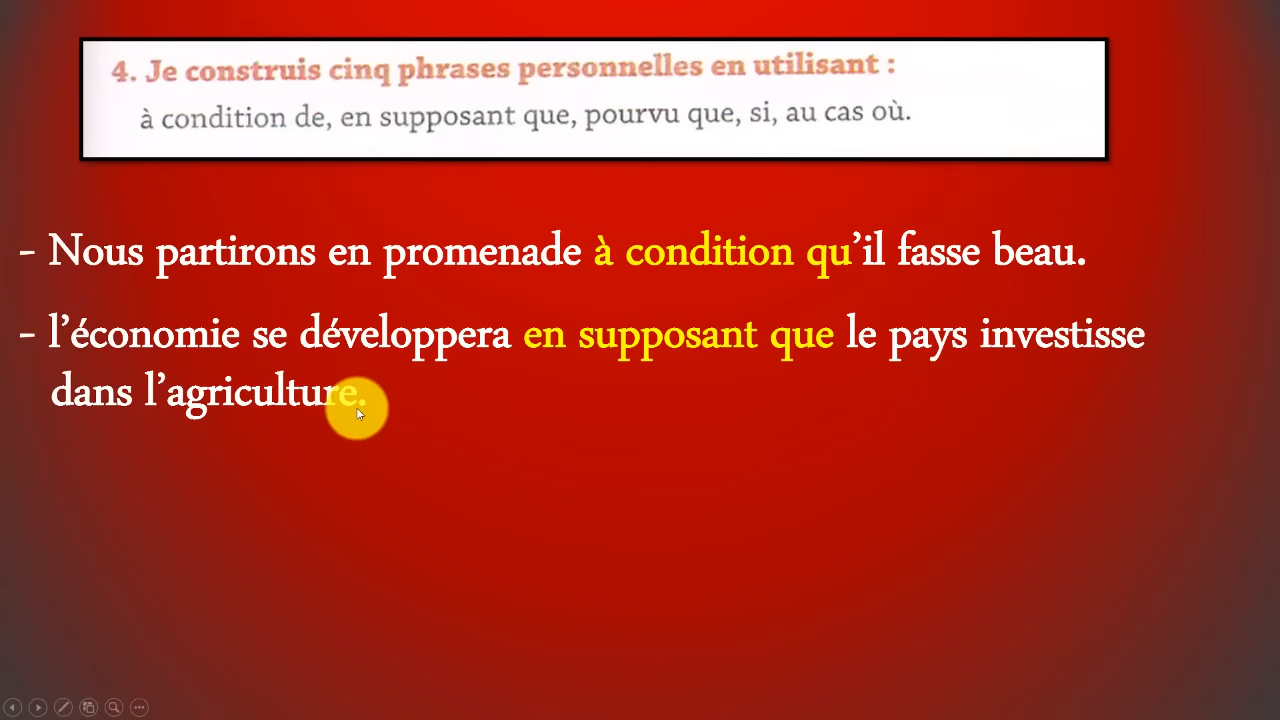 4. Je construis cinq phrases personnelles en utilisant :
à condition de, en supposant que, pourvu que, si, au cas où.
- Nous partirons en promenade à condition qu’il fasse beau.
- l’économie se développera en supposant que le pays investisse
dans l’agriculture.